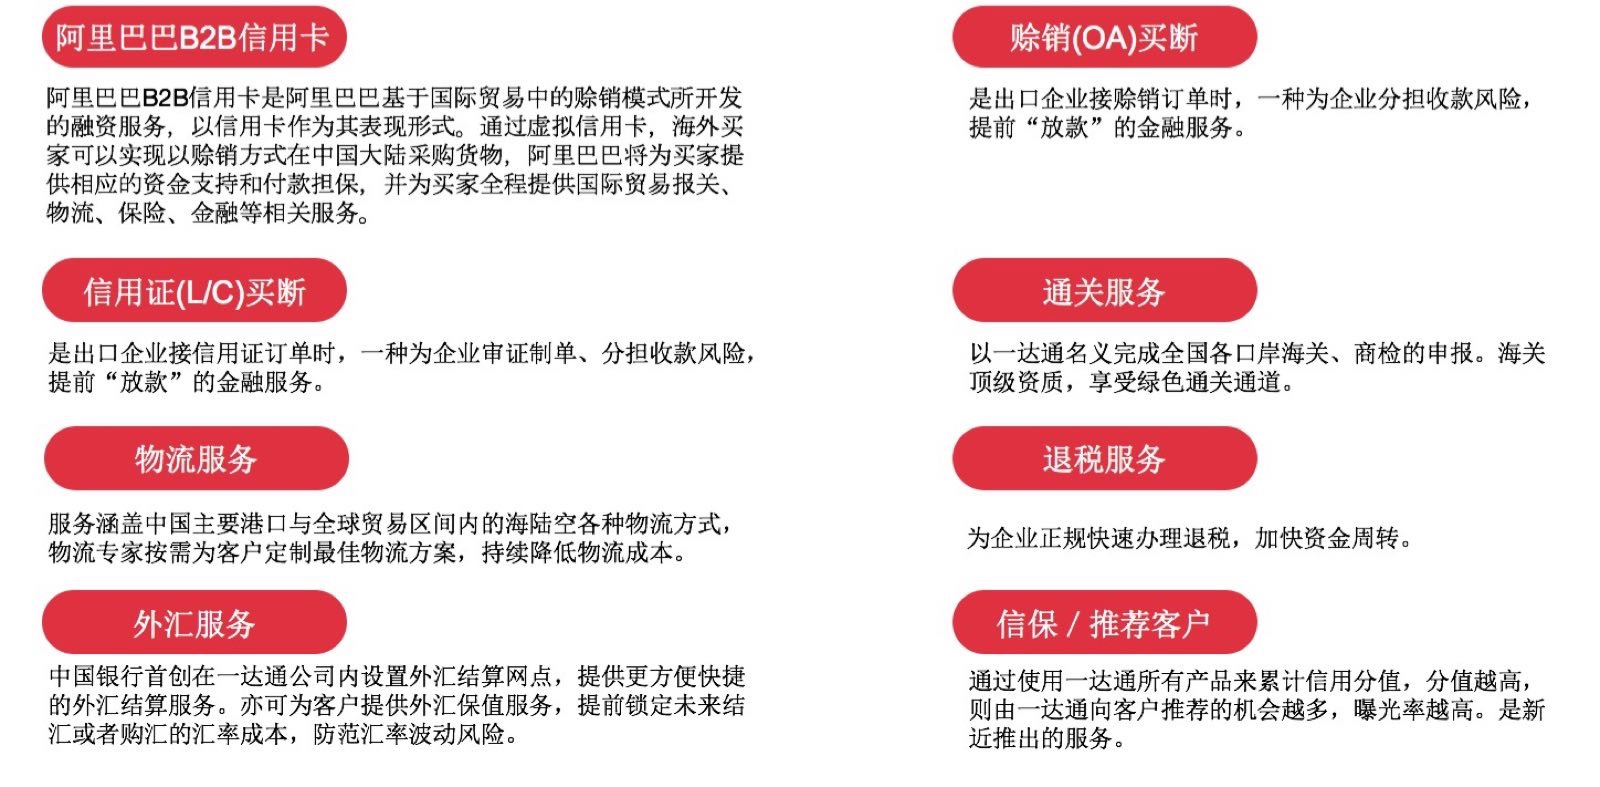 阿里巴巴B2B信用卡
阿里巴巴B2B信用卡是阿里巴巴基于国际贸易中的赊销模式所开发
的融资服务，以信用卡作为其表现形式。通过虚拟信用卡，海外买
家可以实现以赊销方式在中国大陆采购货物，阿里巴巴将为买家提
供相应的资金支持和付款担保，并为买家全程提供国际贸易报关、
物流、保险、金融等相关服务。
赊销(OA)买断
是出口企业接赊销订单时，一种为企业分担收款风险，
提前“放款”的金融服务。
信用证(L/C)买断
是出口企业接信用证订单时，一种为企业审证制单、分担收款风险，
提前“放款”的金融服务。
通关服务
以一达通名义完成全国各口岸海关、商检的申报。海关
顶级资质，享受绿色通关通道。
物流服务
服务涵盖中国主要港口与全球贸易区间内的海陆空各种物流方式，
物流专家按需为客户定制最佳物流方案，持续降低物流成本。
退税服务
为企业正规快速办理退税，加快资金周转。
外汇服务
中国银行首创在一达通公司内设置外汇结算网点，提供更方便快捷
的外汇结算服务。亦可为客户提供外汇保值服务，提前锁定未来结
汇或者购汇的汇率成本，防范汇率波动风险。
信保 / 推荐客户
通过使用一达通所有产品来累计信用分值，分值越高，
则由一达通向客户推荐的机会越多，曝光率越高。是新
近推出的服务。